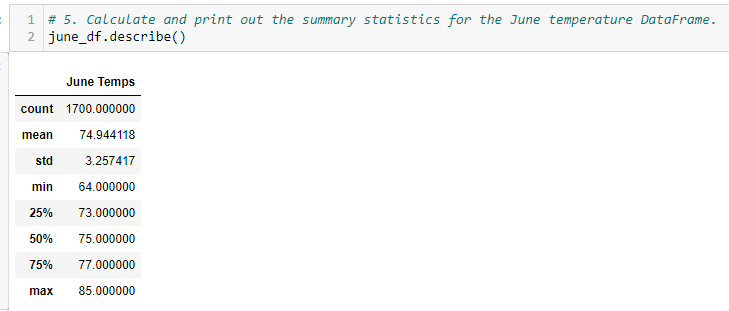 1 # 5. Calculate and print out the summary statistics for the June temperature DataFrame.
2 june_df.describe()
June Temps
count 1700.000000
mean 74.944118
std 3.257417
min 64.000000
25% 73.000000
50% 75.000000
75% 77.000000
max 85.000000